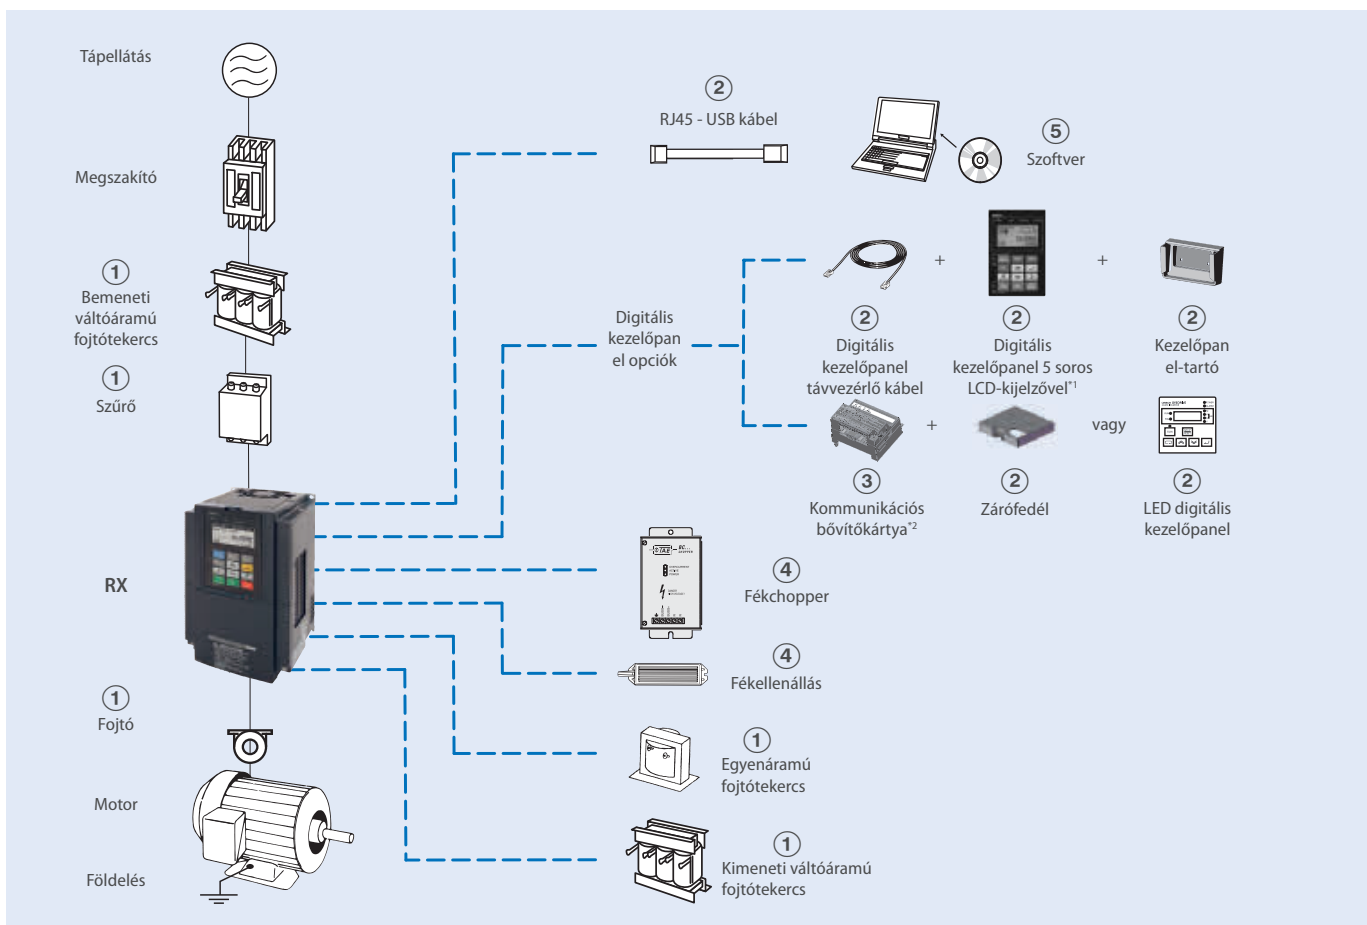 Tápellátás
Megszakító
1
Bemeneti
váltóáramú
fojtótekercs
1
Szűrő
RX
1
Fojtó
Motor
Földelés
2
RJ45 - USB kábel
5
Szoftver
Digitális
kezelőpan
el opciók
+
+
2
Digitális
kezelőpanel
távvezérlő kábel
2
Digitális
kezelőpanel 5 soros
LCD-kijelzővel*1
2
Kezelőpan
el-tartó
+
vagy
3
Kommunikációs
bővítőkártya*2
2
Zárófedél
2
LED digitális
kezelőpanel
4
Fékchopper
4
Fékellenállás
1
Egyenáramú
fojtótekercs
1
Kimeneti váltóáramú
fojtótekercs